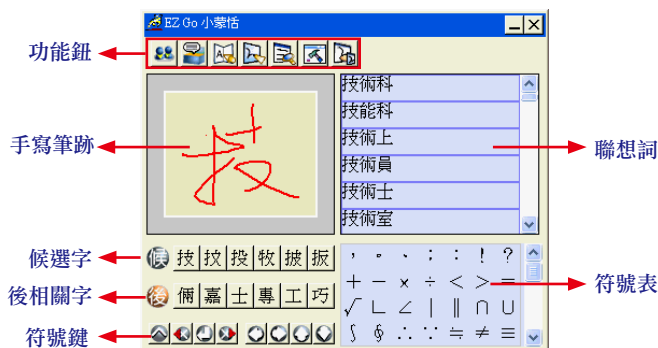 EZ Go 小蒙恬
功能鈕
手寫筆跡
技
技術科
技能科
技術上
技術員
技術士
技術室
聯想詞
候選字
候 技 抆 投 牧 披 扳
後相關字
後 倆 嘉 士 專 工 巧
符號鍵
, 。 、 ; : ! ?
+ − × ÷ < > =
√ ∟ ∠ | ∥ ∩ ∪
∫ ∮ ∴ ∵ ≒ ≠ ≡
符號表